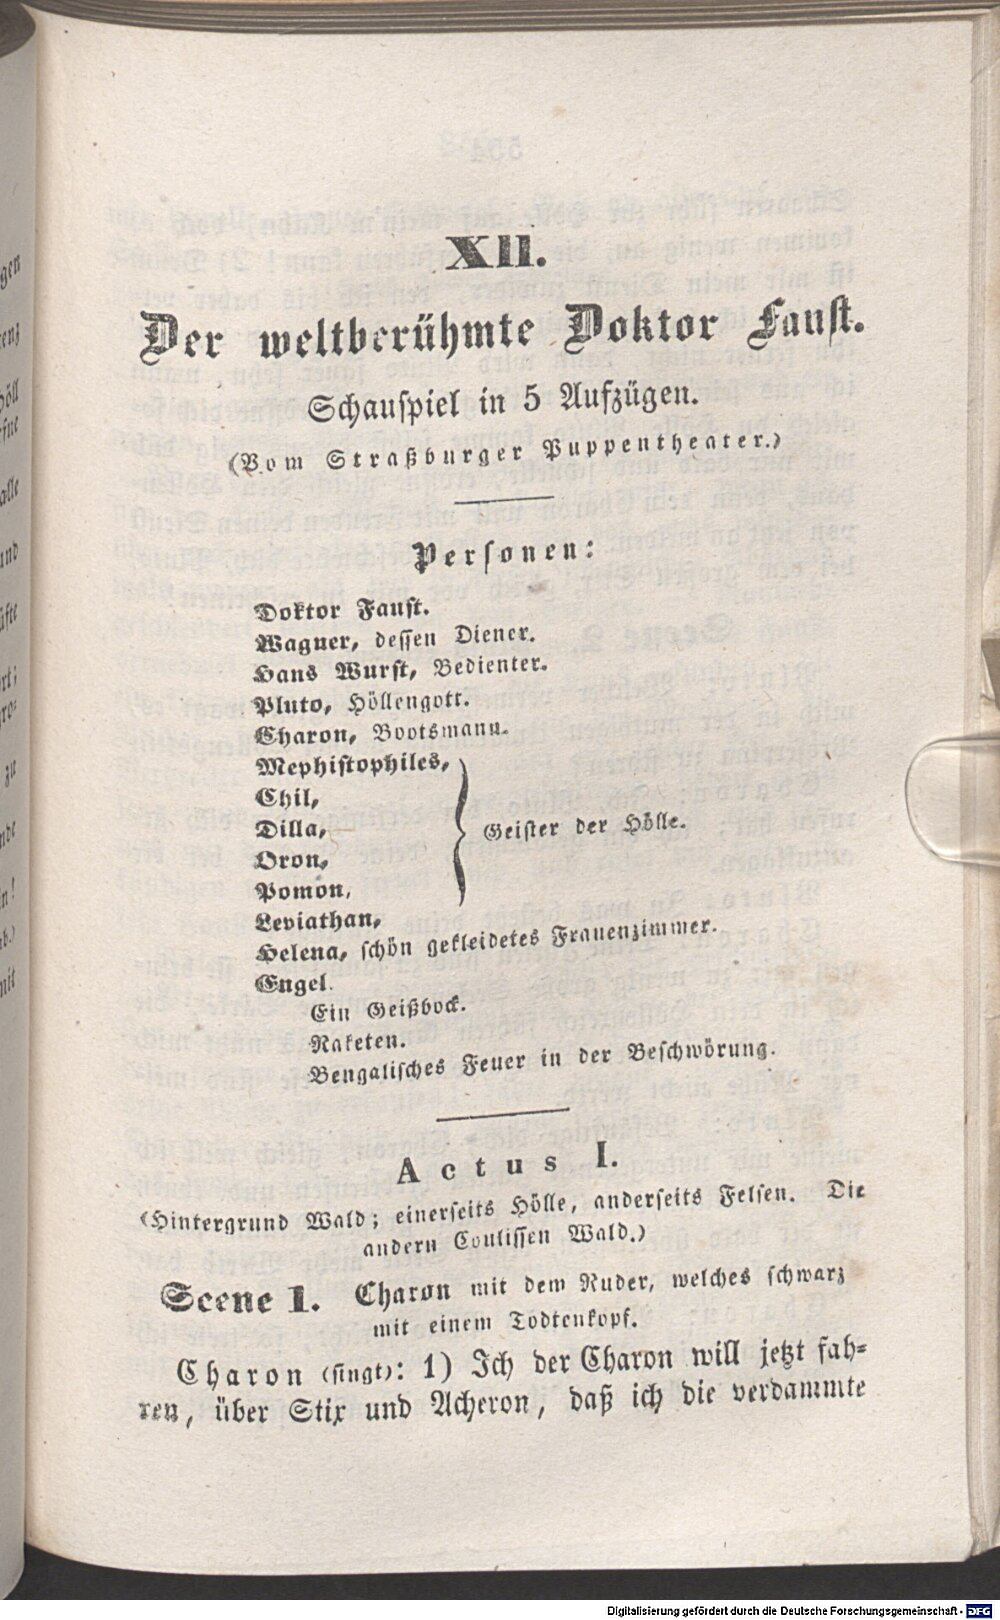 XII.
Der weltberühmte Doktor Faust.
Schauspiel in 5 Aufzügen.
(Vom Straßburger Puppentheater.)
Personen:
Doktor Faust.
Wagner, dessen Diener.
Hans Wurst, Bedienter.
Pluto, Höllengott.
Charon, Bootsmann.
Mephistophiles,
Chil,
Dilla,
Oron,
Pomon,
Geister der Hölle.
Leviathan,
Helena, schön gekleidetes Frauenzimmer.
Engel.
Ein Geißbock.
Raketen.
Bengalisches Feuer in der Beschwörung.
Actus I.
(Hintergrund Wald; einerseits Hölle, anderseits Felsen. Die
andern Coulissen Wald.)
Scene 1. Charon mit dem Ruder, welches schwarz
mit einem Todtenkopf.
Charon (singt): 1) Ich der Charon will jetzt fah-
ren, über Stix und Acheron, daß ich die verdammte
Digitalisierung gefördert durch die Deutsche Forschungsgemeinschaft - DFG